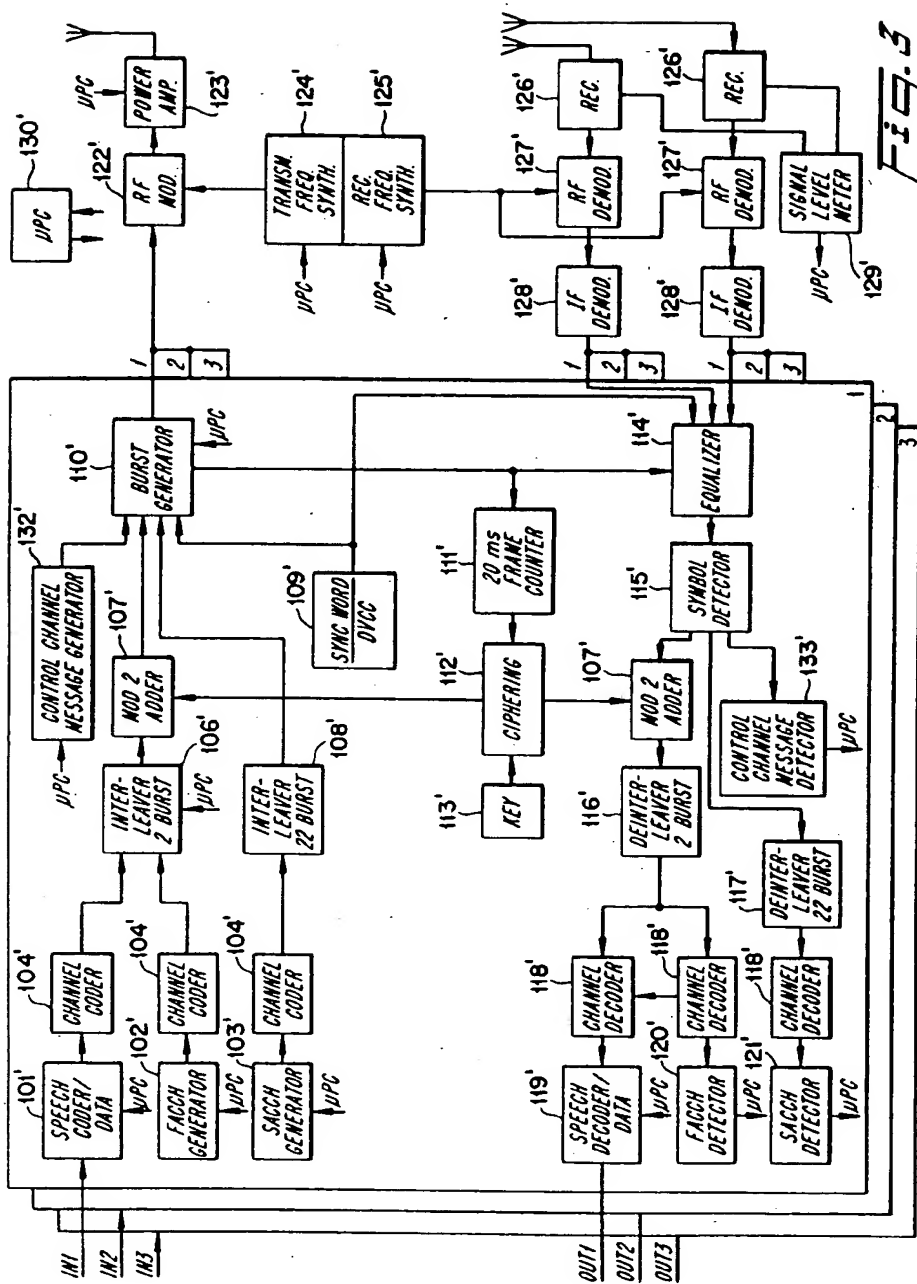 130'
μPC
μPC
POWER
AMP.
123'
122'
RF
MOD.
124'
TRANSM.
FREQ.
SYNTH.
125'
REC.
FREQ.
SYNTH.
μPC
μPC
126'
REC.
126'
REC.
127'
RF
DEMOD.
127'
RF
DEMOD.
128'
IF
DEMOD.
128'
IF
DEMOD.
SIGNAL
LEVEL
METER
129'
μPC
Fig. 3
1
2
3
1
2
3
1
2
3
1
2
3
110'
BURST
GENERATOR
μPC
132'
CONTROL CHANNEL
MESSAGE GENERATOR
μPC
107'
MOD 2
ADDER
106'
INTER-
LEAVER
2 BURST
μPC
108'
INTER-
LEAVER
22 BURST
109'
SYNC WORD
DVCC
111'
20 ms
FRAME
COUNTER
112'
CIPHERING
113'
KEY
114'
EQUALIZER
115'
SYMBOL
DETECTOR
107'
MOD 2
ADDER
133'
CONTROL
CHANNEL
MESSAGE
DETECTOR
μPC
116'
DEINTER-
LEAVER
2 BURST
117'
DEINTER-
LEAVER
22 BURST
104'
CHANNEL
CODER
104'
CHANNEL
CODER
104'
CHANNEL
CODER
101'
SPEECH
CODER/
DATA
μPC
102'
FACCH
GENERATOR
μPC
103'
SACCH
GENERATOR
μPC
118'
CHANNEL
DECODER
118'
CHANNEL
DECODER
118'
CHANNEL
DECODER
119'
SPEECH
DECODER/
DATA
μPC
120'
FACCH
DETECTOR
μPC
121'
SACCH
DETECTOR
μPC
IN1
IN2
IN3
OUT1
OUT2
OUT3